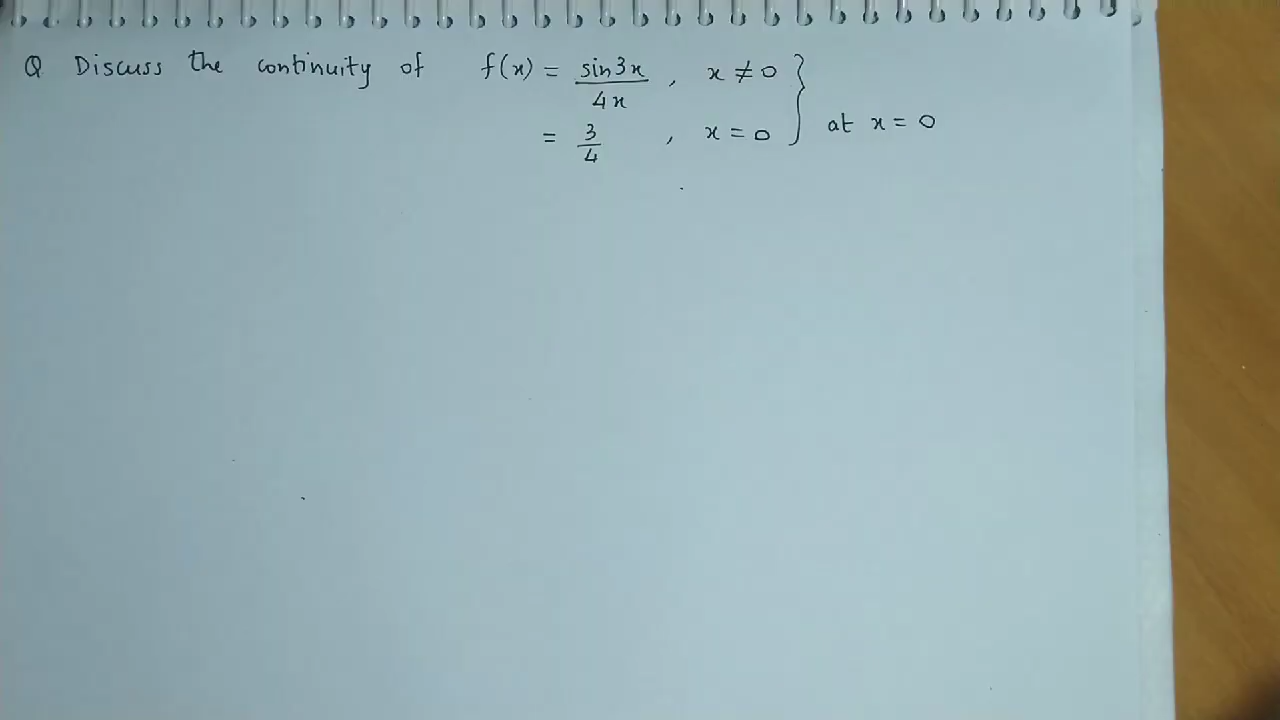 Q Discuss the continuity of f(x) = sin3x / 4x , x ≠ 0
= 3/4 , x = 0 } at x = 0